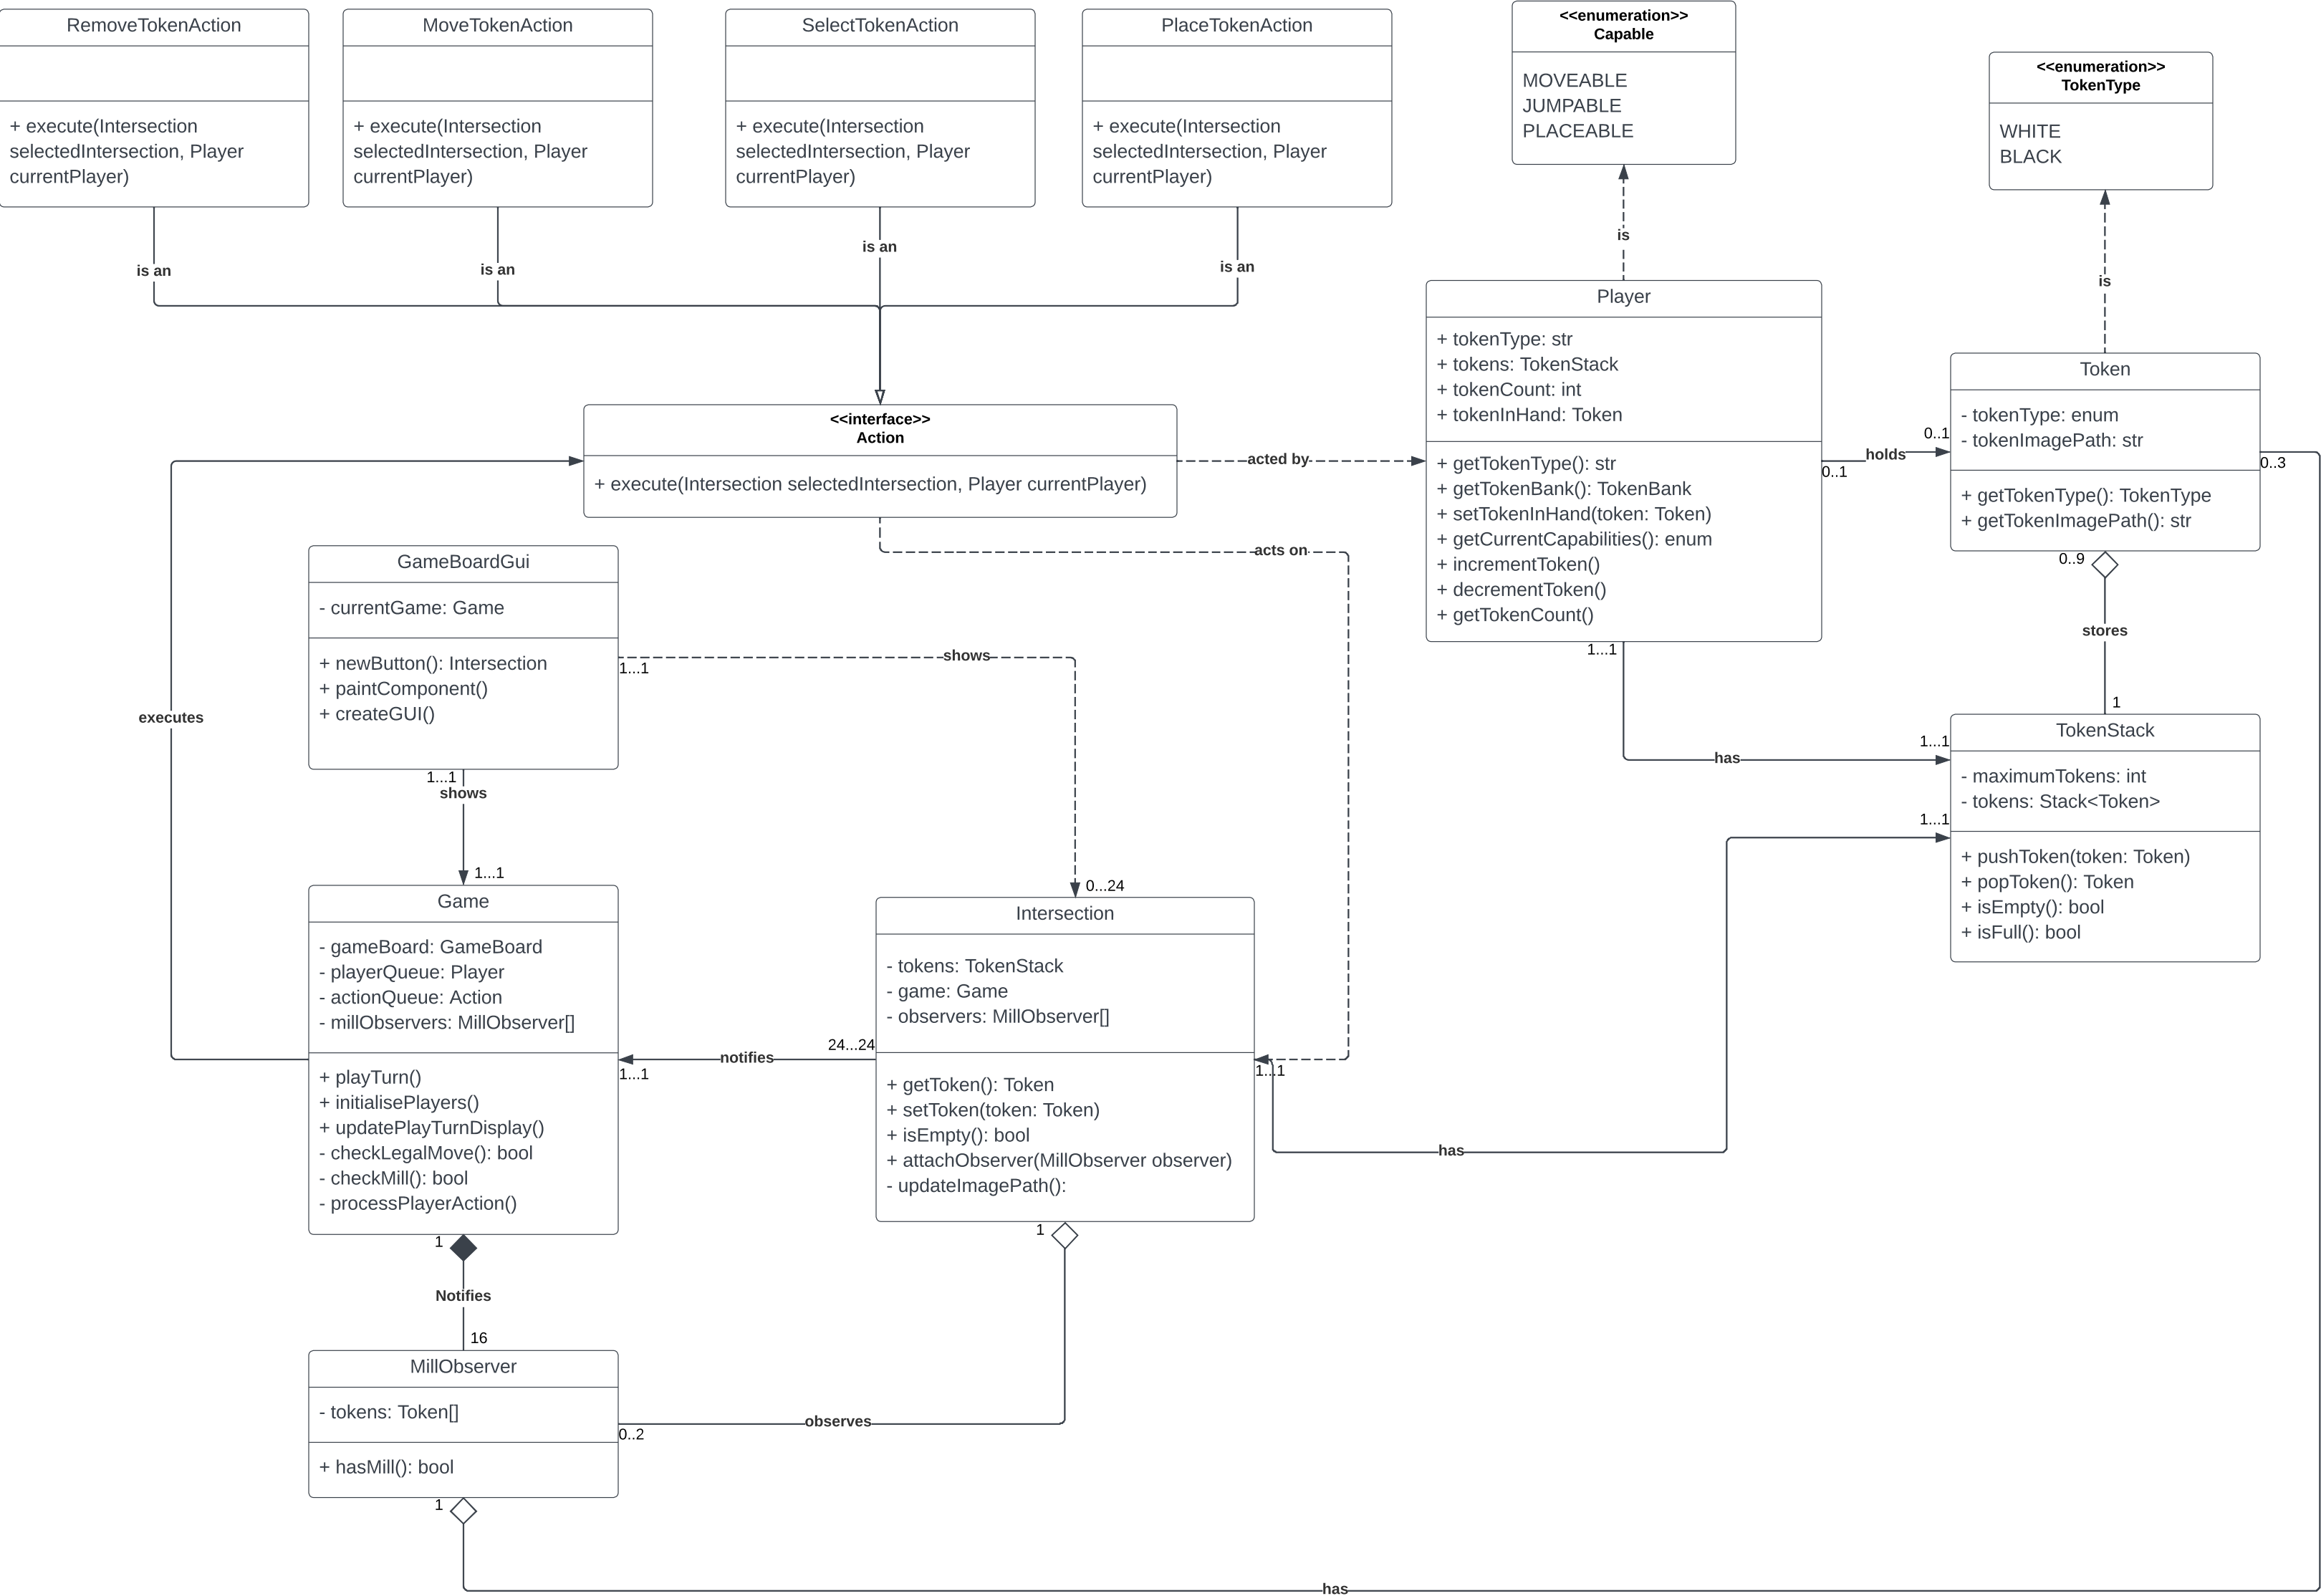 RemoveTokenAction
+ execute(Intersection
selectedIntersection, Player
currentPlayer)
MoveTokenAction
+ execute(Intersection
selectedIntersection, Player
currentPlayer)
SelectTokenAction
+ execute(Intersection
selectedIntersection, Player
currentPlayer)
PlaceTokenAction
+ execute(Intersection
selectedIntersection, Player
currentPlayer)
<<enumeration>>
Capable
MOVEABLE
JUMPABLE
PLACEABLE
<<enumeration>>
TokenType
WHITE
BLACK
is an
is an
is an
is an
is
is
<<interface>>
Action
+ execute(Intersection selectedIntersection, Player currentPlayer)
acted by
acts on
Player
+ tokenType: str
+ tokens: TokenStack
+ tokenCount: int
+ tokenInHand: Token
+ getTokenType(): str
+ getTokenBank(): TokenBank
+ setTokenInHand(token: Token)
+ getCurrentCapabilities(): enum
+ incrementToken()
+ decrementToken()
+ getTokenCount()
0..1
holds
0..1
Token
- tokenType: enum
- tokenImagePath: str
+ getTokenType(): TokenType
+ getTokenImagePath(): str
0..3
0..9
stores
1
GameBoardGui
- currentGame: Game
+ newButton(): Intersection
+ paintComponent()
+ createGUI()
1...1
shows
0...24
executes
1...1
shows
1...1
1...1
has
1...1
TokenStack
- maximumTokens: int
- tokens: Stack<Token>
+ pushToken(token: Token)
+ popToken(): Token
+ isEmpty(): bool
+ isFull(): bool
1...1
Game
- gameBoard: GameBoard
- playerQueue: Player
- actionQueue: Action
- millObservers: MillObserver[]
+ playTurn()
+ initialisePlayers()
+ updatePlayTurnDisplay()
- checkLegalMove(): bool
- checkMill(): bool
- processPlayerAction()
1...1
notifies
24...24
Intersection
- tokens: TokenStack
- game: Game
- observers: MillObserver[]
+ getToken(): Token
+ setToken(token: Token)
+ isEmpty(): bool
+ attachObserver(MillObserver observer)
- updateImagePath():
1...1
has
1
Notifies
16
1
MillObserver
- tokens: Token[]
+ hasMill(): bool
0..2
observes
1
has